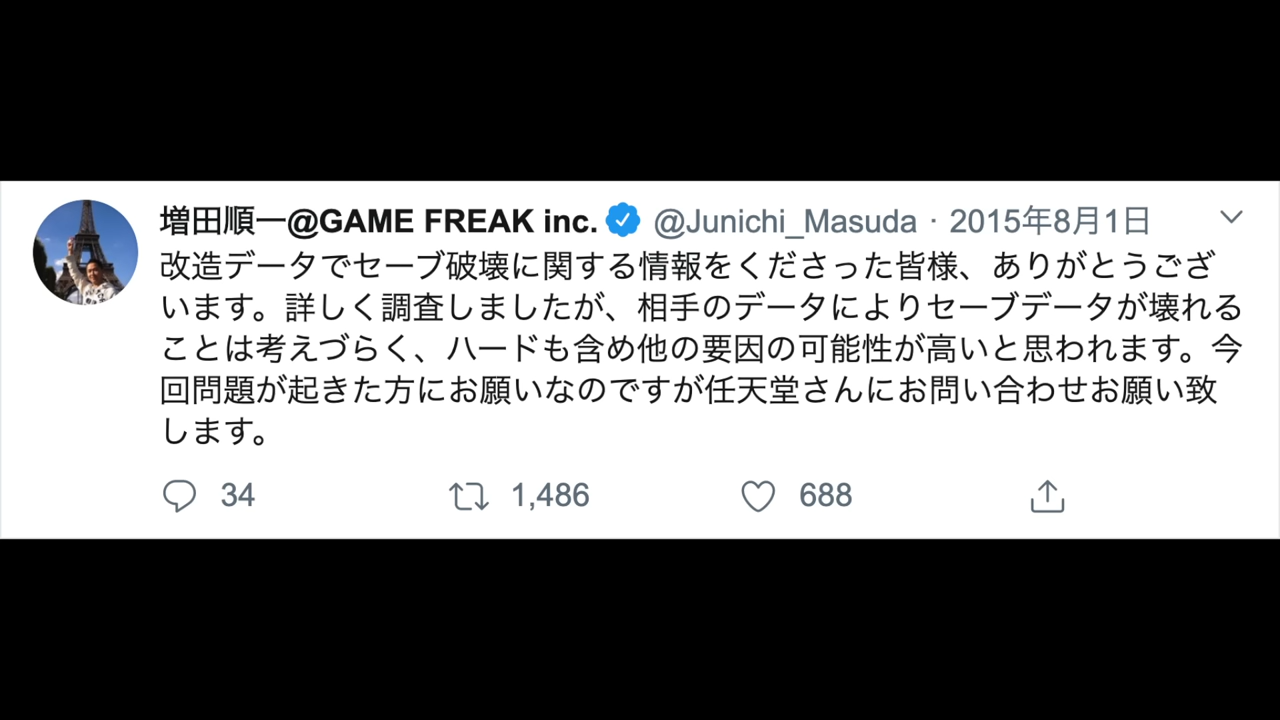 増田順一@GAME FREAK inc. @Junichi_Masuda · 2015年8月1日
改造データでセーブ破壊に関する情報をくださった皆様、ありがとうござ
います。詳しく調査しましたが、相手のデータによりセーブデータが壊れる
ことは考えづらく、ハードも含め他の要因の可能性が高いと思われます。今
回問題が起きた方にお願いなのですが任天堂さんにお問い合わせお願い致
します。
34 1,486 688